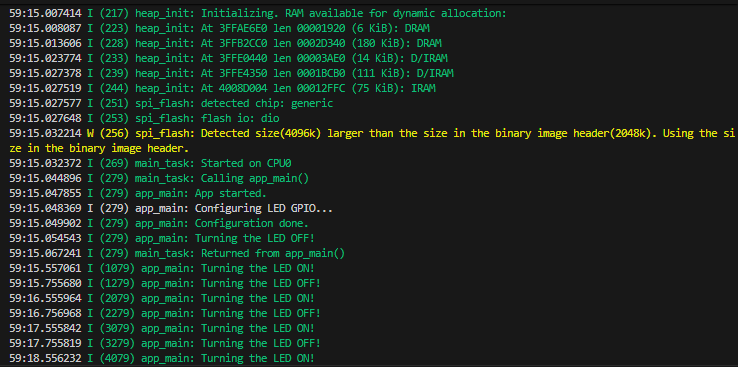 59:15.007414 I (217) heap_init: Initializing. RAM available for dynamic allocation:
59:15.008087 I (223) heap_init: At 3FFAE6E0 len 00001920 (6 KiB): DRAM
59:15.013606 I (228) heap_init: At 3FFB2CC0 len 0002D340 (180 KiB): DRAM
59:15.023774 I (233) heap_init: At 3FFE0440 len 00003AE0 (14 KiB): D/IRAM
59:15.027378 I (239) heap_init: At 3FFE4350 len 0001BCB0 (111 KiB): D/IRAM
59:15.027519 I (244) heap_init: At 4008D004 len 00012FFC (75 KiB): IRAM
59:15.027577 I (251) spi_flash: detected chip: generic
59:15.027648 I (253) spi_flash: flash io: dio
59:15.032214 W (256) spi_flash: Detected size(4096k) larger than the size in the binary image header(2048k). Using the si
ze in the binary image header.
59:15.032372 I (269) main_task: Started on CPU0
59:15.044896 I (279) main_task: Calling app_main()
59:15.047855 I (279) app_main: App started.
59:15.048369 I (279) app_main: Configuring LED GPIO...
59:15.049902 I (279) app_main: Configuration done.
59:15.054543 I (279) app_main: Turning the LED OFF!
59:15.067241 I (279) main_task: Returned from app_main()
59:15.557061 I (1079) app_main: Turning the LED ON!
59:15.755680 I (1279) app_main: Turning the LED OFF!
59:16.555964 I (2079) app_main: Turning the LED ON!
59:16.756968 I (2279) app_main: Turning the LED OFF!
59:17.555842 I (3079) app_main: Turning the LED ON!
59:17.755819 I (3279) app_main: Turning the LED OFF!
59:18.556232 I (4079) app_main: Turning the LED ON!